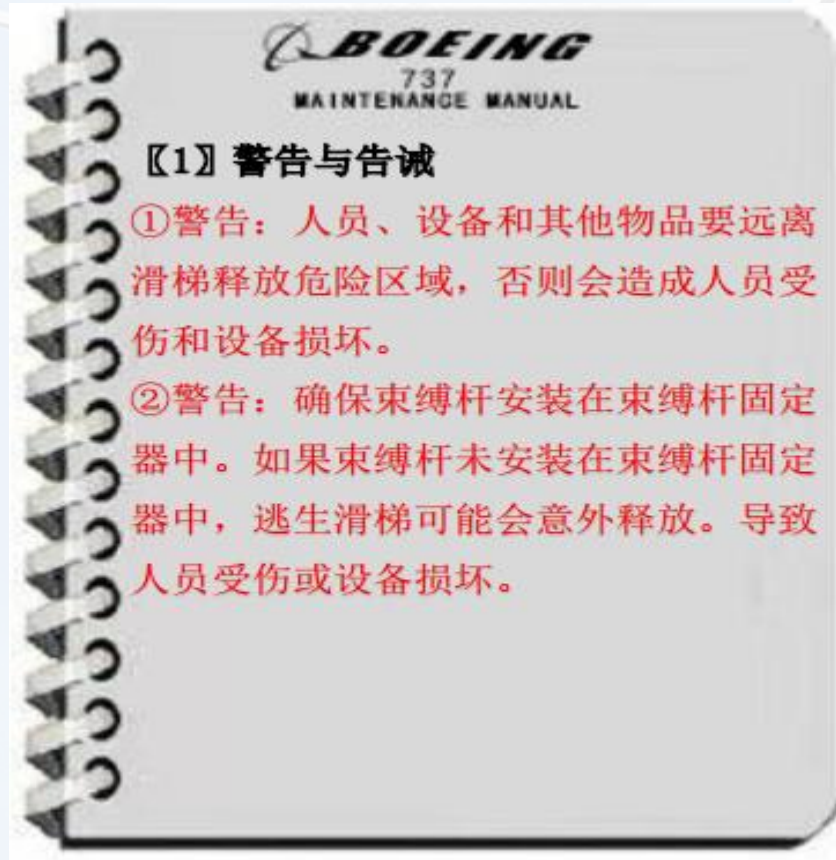 BOEING
737
MAINTENANCE MANUAL
〖1〗警告与告诫
①警告：人员、设备和其他物品要远离
滑梯释放危险区域，否则会造成人员受
伤和设备损坏。
②警告：确保束缚杆安装在束缚杆固定
器中。如果束缚杆未安装在束缚杆固定
器中，逃生滑梯可能会意外释放。导致
人员受伤或设备损坏。